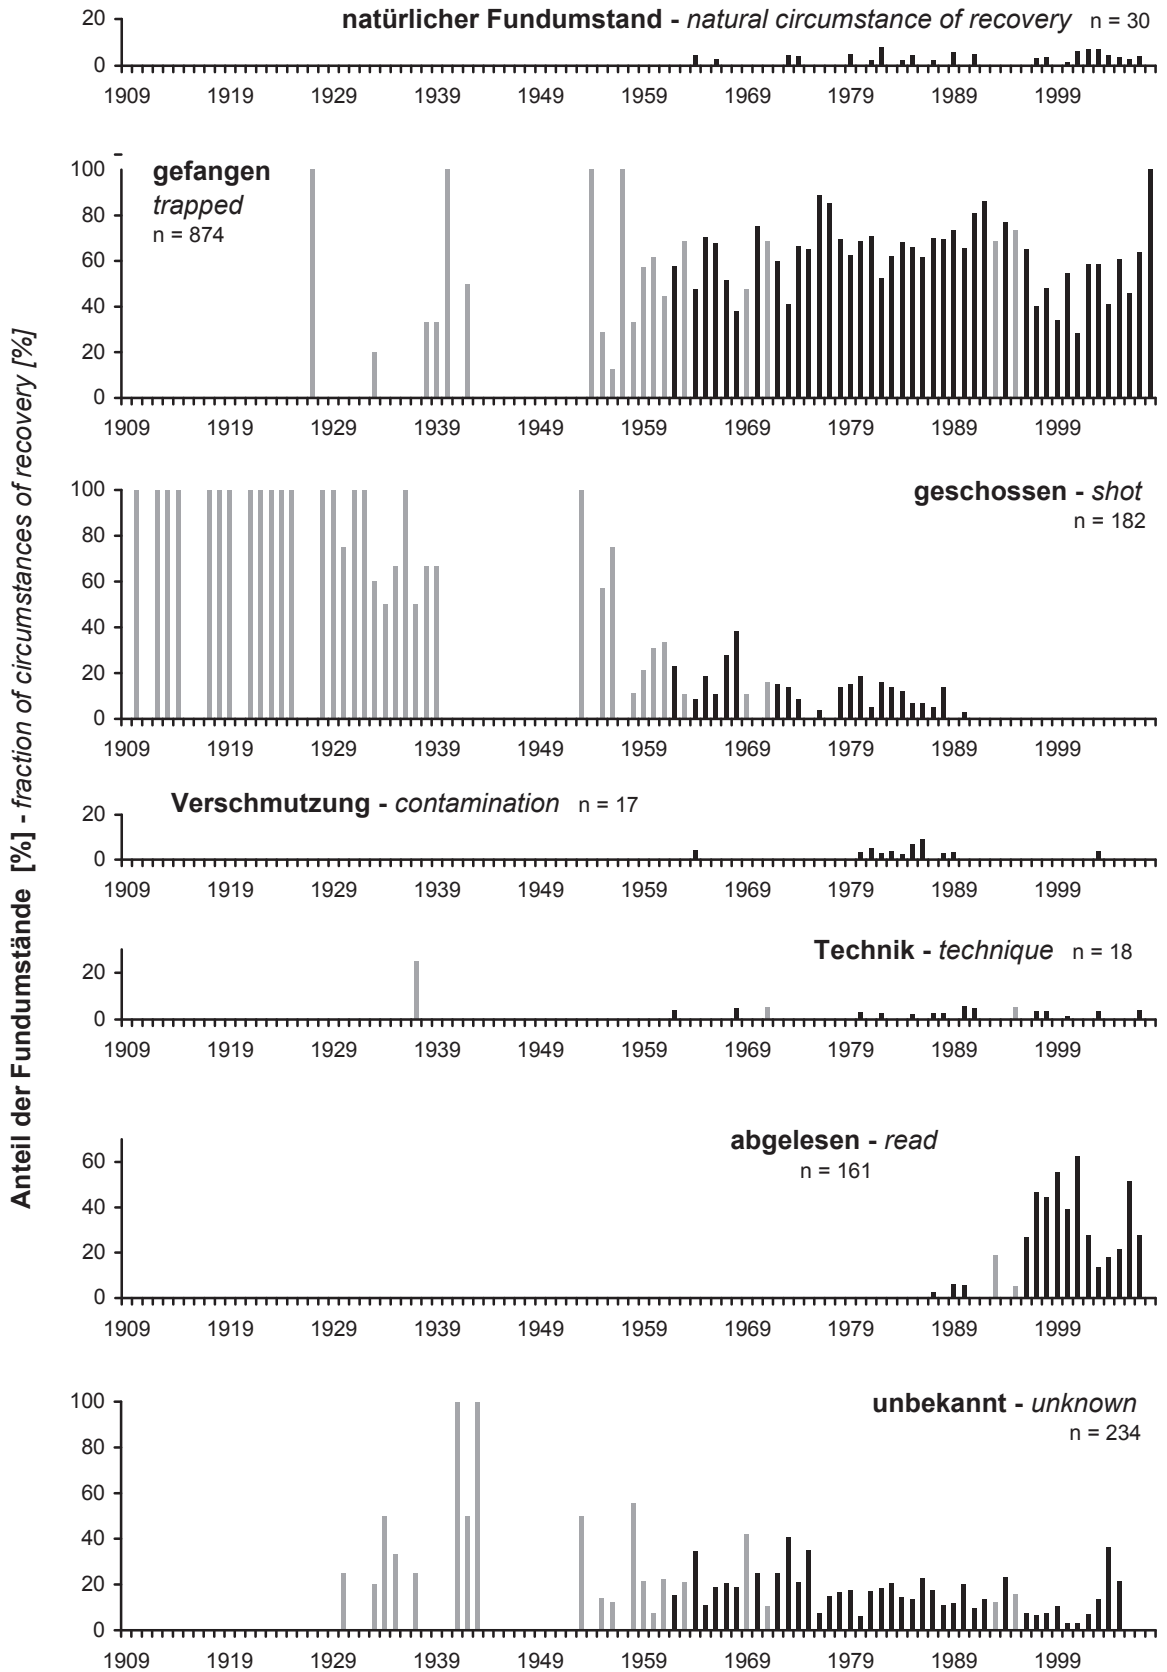 Anteil der Fundumstände [%] - fraction of circumstances of recovery [%]
natürlicher Fundumstand - natural circumstance of recovery n = 30
20
0
1909 1919 1929 1939 1949 1959 1969 1979 1989 1999
gefangen
trapped
n = 874
100
80
60
40
20
0
1909 1919 1929 1939 1949 1959 1969 1979 1989 1999
geschossen - shot
n = 182
100
80
60
40
20
0
1909 1919 1929 1939 1949 1959 1969 1979 1989 1999
Verschmutzung - contamination n = 17
20
0
1909 1919 1929 1939 1949 1959 1969 1979 1989 1999
Technik - technique n = 18
20
0
1909 1919 1929 1939 1949 1959 1969 1979 1989 1999
abgelesen - read
n = 161
60
40
20
0
1909 1919 1929 1939 1949 1959 1969 1979 1989 1999
unbekannt - unknown
n = 234
100
80
60
40
20
0
1909 1919 1929 1939 1949 1959 1969 1979 1989 1999